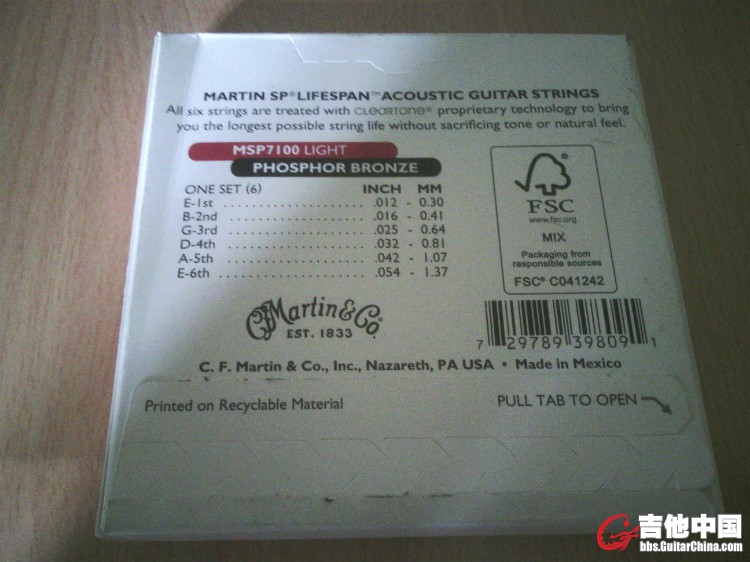 MARTIN SP® LIFESPAN™ ACOUSTIC GUITAR STRINGS
All six strings are treated with CLEARTONE® proprietary technology to bring
you the longest possible string life without sacrificing tone or natural feel.
MSP7100 LIGHT
PHOSPHOR BRONZE
ONE SET (6) INCH MM
E-1st .012 - 0.30
B-2nd .016 - 0.41
G-3rd .025 - 0.64
D-4th .032 - 0.81
A-5th .042 - 1.07
E-6th .054 - 1.37
FSC
www.fsc.org
MIX
Packaging from
responsible sources
FSC® C041242
CF Martin & Co.
EST. 1833
7 29789 39809 1
C. F. Martin & Co., Inc., Nazareth, PA USA • Made in Mexico
Printed on Recyclable Material
PULL TAB TO OPEN
吉他中国
bbs.GuitarChina.com